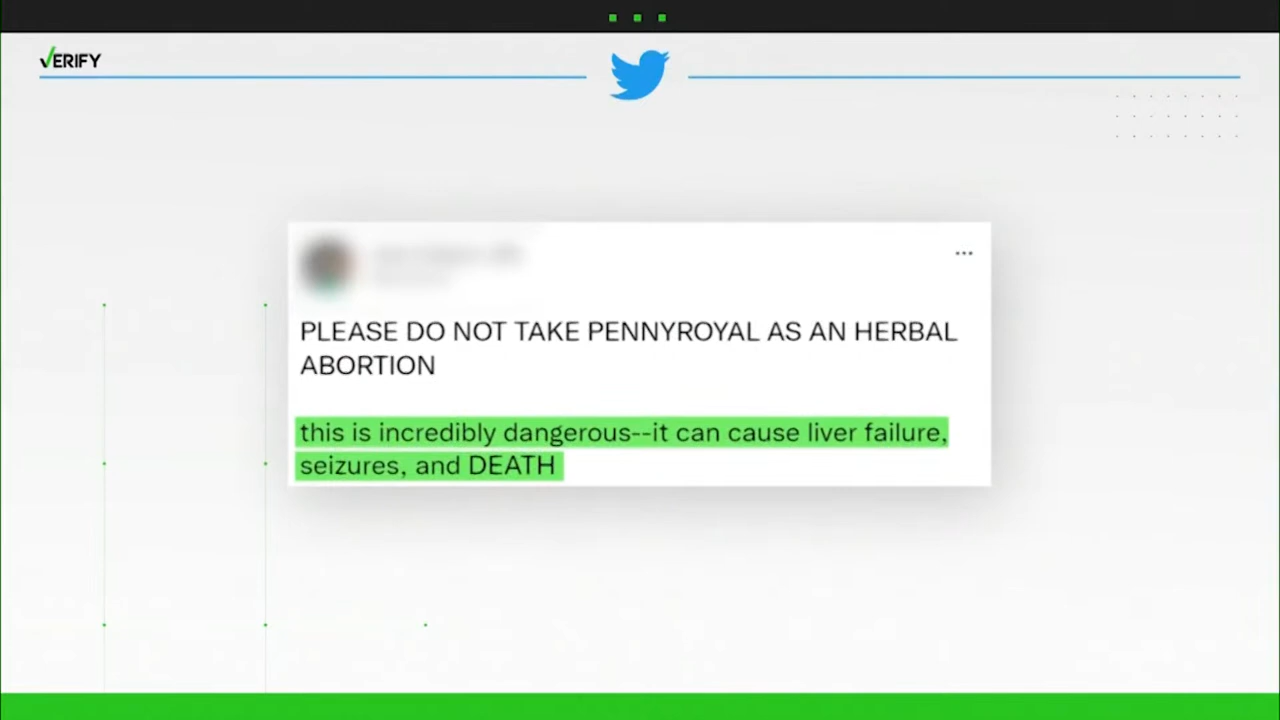 VERIFY
PLEASE DO NOT TAKE PENNYROYAL AS AN HERBAL
ABORTION
this is incredibly dangerous--it can cause liver failure,
seizures, and DEATH